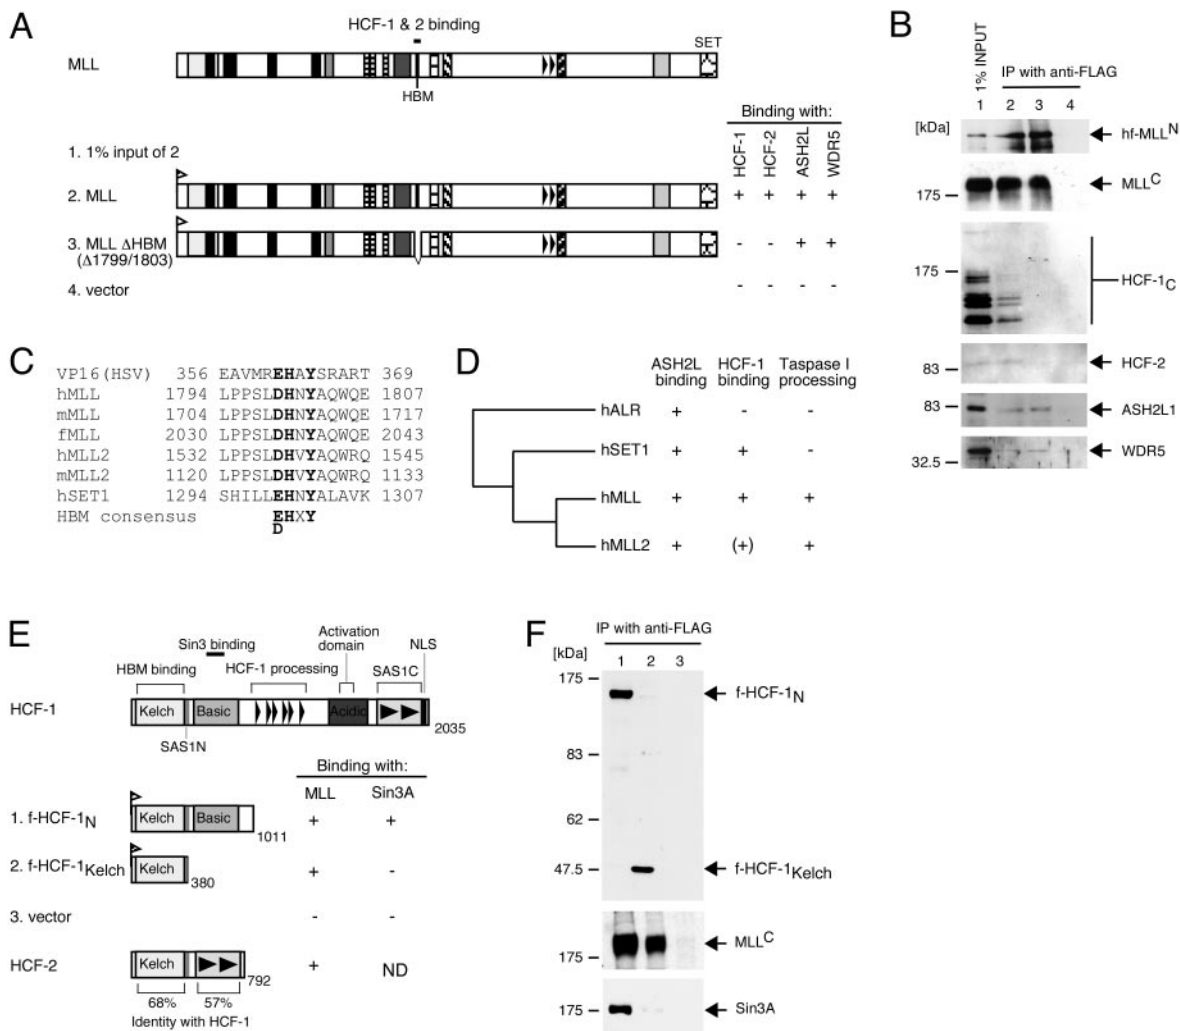 A
HCF-1 & 2 binding
SET
MLL
HBM
Binding with:
HCF-1
HCF-2
ASH2L
WDR5
1. 1% input of 2
2. MLL
+ + + +
3. MLL ΔHBM
(Δ1799/1803)
- - + +
4. vector
- - - -
B
1% INPUT
IP with anti-FLAG
1 2 3 4
[kDa]
hf-MLL^N
MLL^C
175
175
HCF-1_C
HCF-2
83
83
ASH2L1
WDR5
32.5
C
VP16(HSV) 356 EAVMREHAYSRART 369
hMLL 1794 LPPSLDHNYAQWQE 1807
mMLL 1704 LPPSLDHNYAQWQE 1717
fMLL 2030 LPPSLDHNYAQWQE 2043
hMLL2 1532 LPPSLDHVYAQWRQ 1545
mMLL2 1120 LPPSLDHVYAQWRQ 1133
hSET1 1294 SHILLEHNYALAVK 1307
HBM consensus EHXY
D
D
ASH2L binding
HCF-1 binding
Taspase I processing
hALR + - -
hSET1 + + -
hMLL + + +
hMLL2 + (+) +
E
Sin3 binding
Activation domain
NLS
HBM binding
HCF-1 processing
SAS1C
HCF-1
Kelch
Basic
Acidic
2035
SAS1N
Binding with:
MLL Sin3A
1. f-HCF-1_N
Kelch
Basic
1011
+ +
2. f-HCF-1_Kelch
Kelch
380
+ -
3. vector
- -
HCF-2
Kelch
792
+ ND
68% 57%
Identity with HCF-1
F
IP with anti-FLAG
[kDa]
1 2 3
175
f-HCF-1_N
83
62
47.5
f-HCF-1_Kelch
MLL^C
175
175
Sin3A